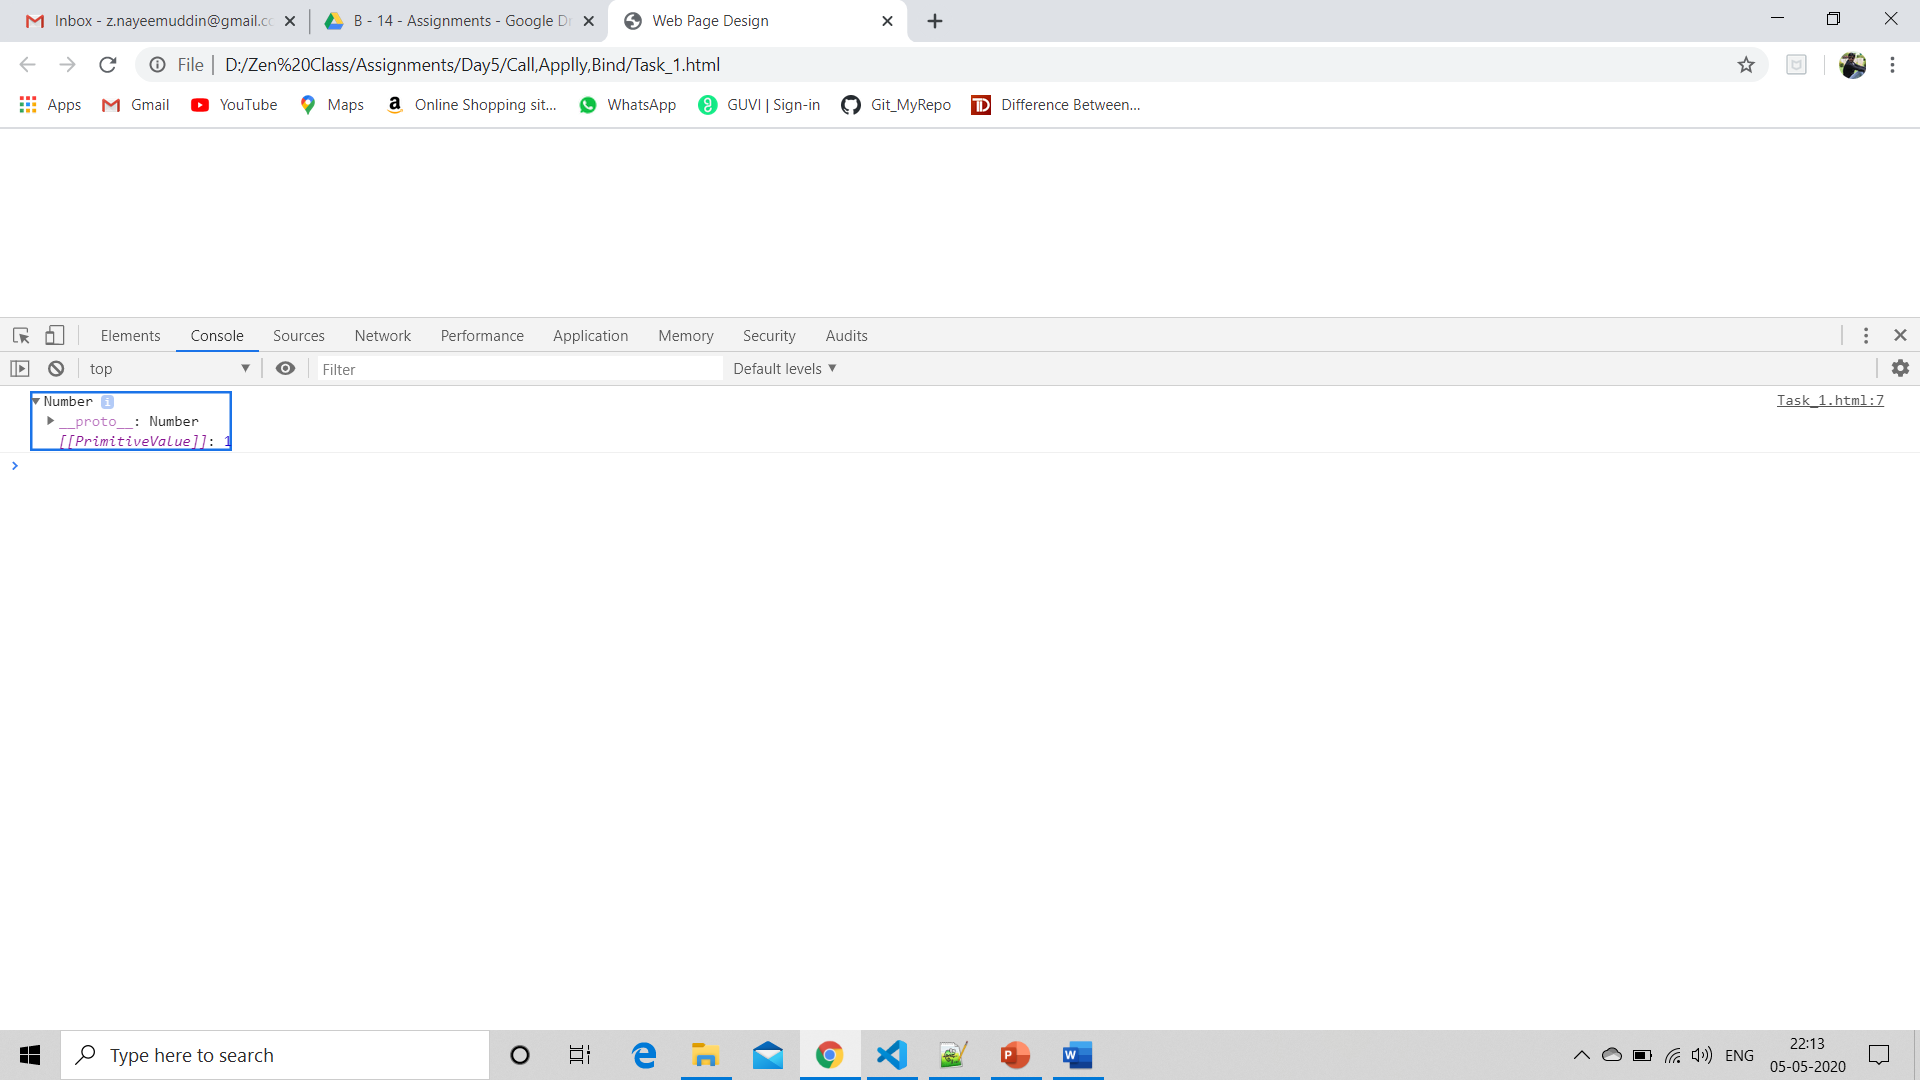 Inbox - z.nayeemuddin@gmail.c
B - 14 - Assignments - Google D
Web Page Design
File | D:/Zen%20Class/Assignments/Day5/Call,Applly,Bind/Task_1.html
Apps Gmail YouTube Maps Online Shopping sit... WhatsApp GUVI | Sign-in Git_MyRepo Difference Between...
Elements Console Sources Network Performance Application Memory Security Audits
top Filter Default levels
Number i Task_1.html:7
__proto__: Number
[[PrimitiveValue]]: 1
Type here to search
ENG
22:13
05-05-2020